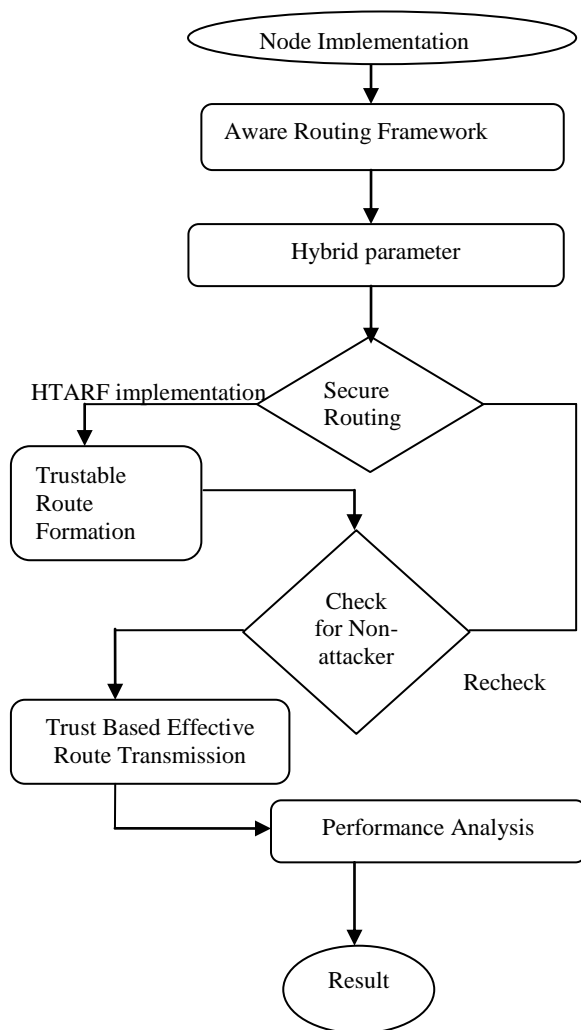 Node Implementation
Aware Routing Framework
Hybrid parameter
HTARF implementation
Secure
Routing
Trustable
Route
Formation
Check
for Non-
attacker
Recheck
Trust Based Effective
Route Transmission
Performance Analysis
Result